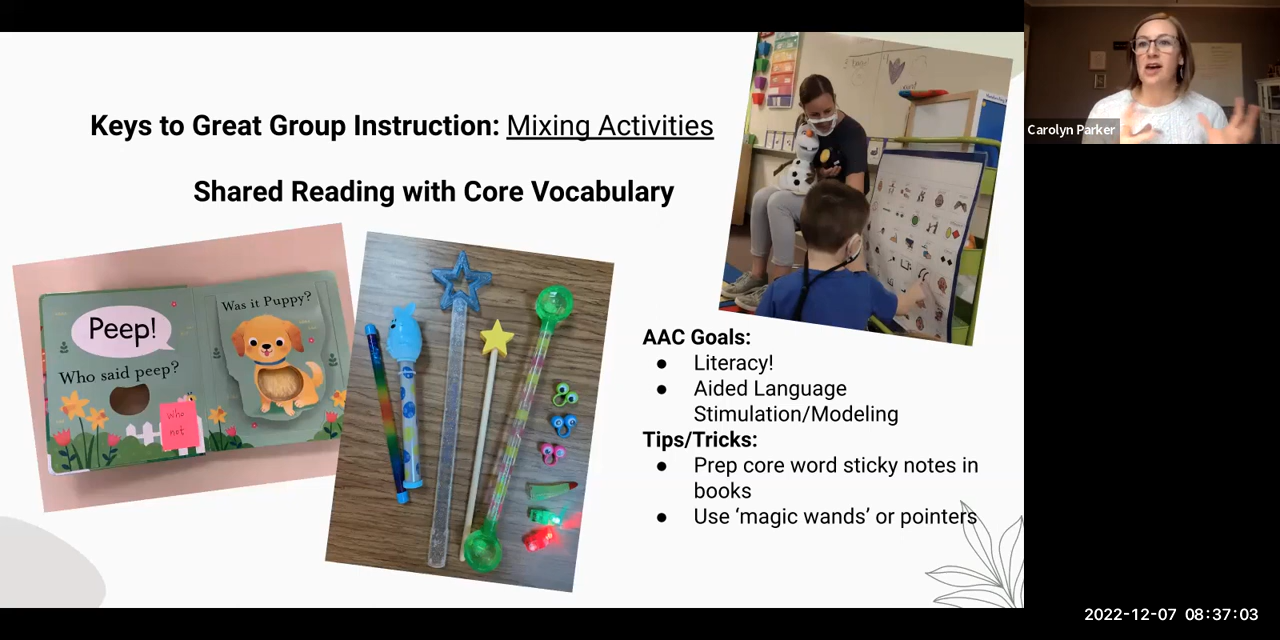 Keys to Great Group Instruction: Mixing Activities
Shared Reading with Core Vocabulary
Peep!
Who said peep?
Who
not
Was it Puppy?
AAC Goals:
● Literacy!
● Aided Language
Stimulation/Modeling
Tips/Tricks:
● Prep core word sticky notes in
books
● Use ‘magic wands’ or pointers
Carolyn Parker
2022-12-07 08:37:03